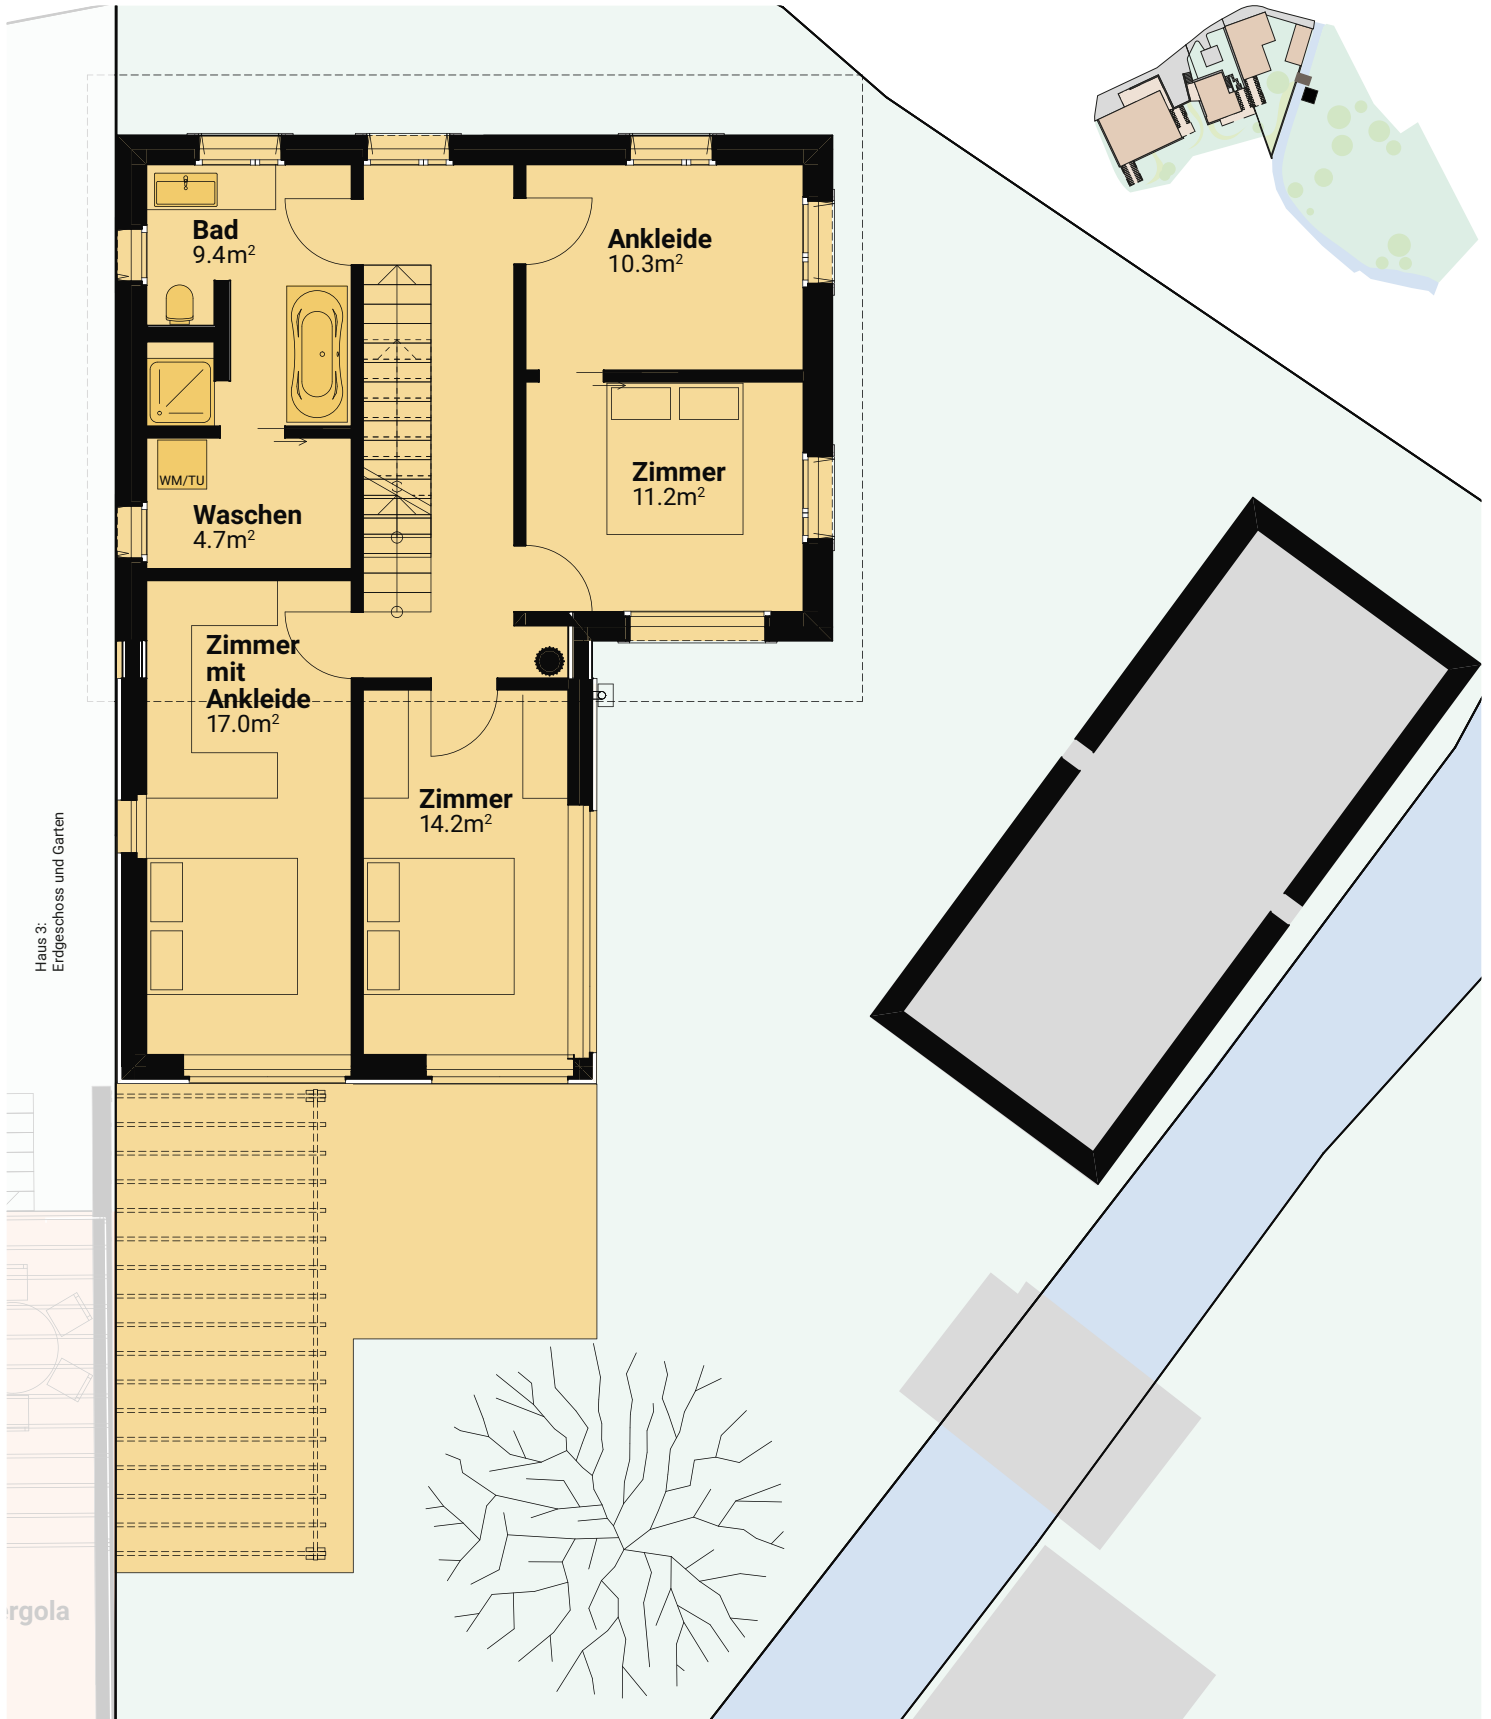 Bad
9.4m²
Ankleide
10.3m²
Zimmer
11.2m²
WM/TU
Waschen
4.7m²
Zimmer
mit
Ankleide
17.0m²
Zimmer
14.2m²
Haus 3:
Erdgeschoss und Garten
ergola